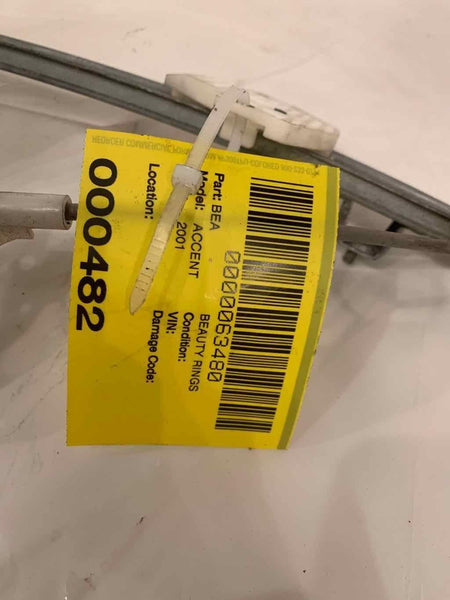 0000063480
Part: BEA BEAUTY RINGS
Model: ACCENT Condition:
2001 VIN:
Location: Damage Code:
000482